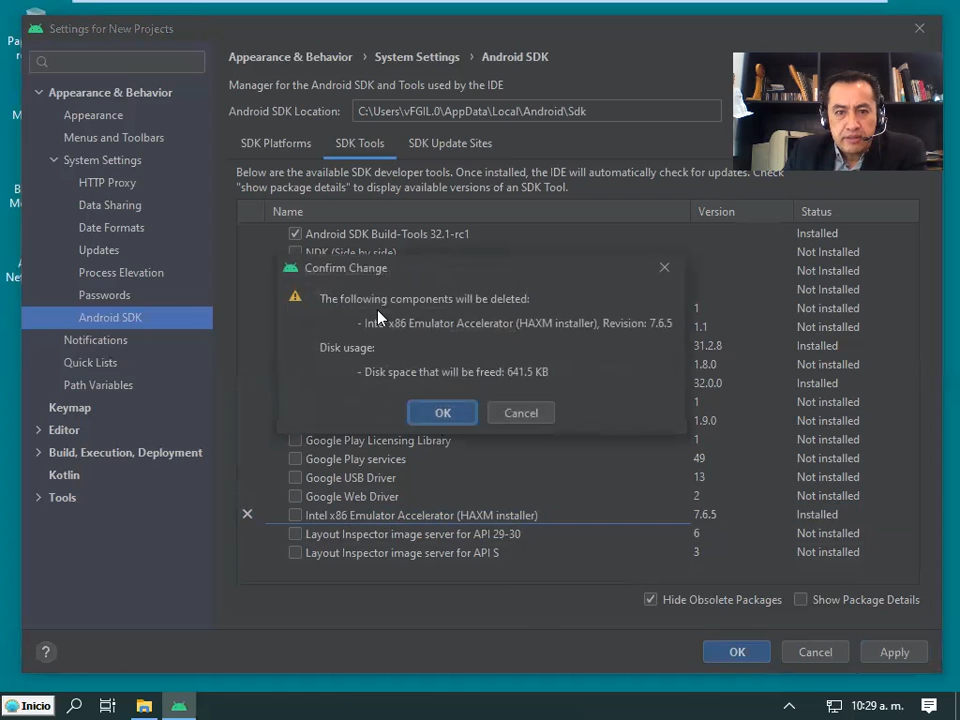 Settings for New Projects
Appearance & Behavior
Appearance
Menus and Toolbars
System Settings
HTTP Proxy
Data Sharing
Date Formats
Updates
Process Elevation
Passwords
Android SDK
Notifications
Quick Lists
Path Variables
Keymap
Editor
Build, Execution, Deployment
Kotlin
Tools
Appearance & Behavior › System Settings › Android SDK
Manager for the Android SDK and Tools used by the IDE
Android SDK Location: C:\Users\vFGIL.0\AppData\Local\Android\Sdk
SDK Platforms SDK Tools SDK Update Sites
Below are the available SDK developer tools. Once installed, the IDE will automatically check for updates. Check
"show package details" to display available versions of an SDK Tool.
Name Version Status
Android SDK Build-Tools 32.1-rc1 Installed
NDK (Side by side) Not Installed
Not Installed
Not Installed
1 Not installed
1.1 Not installed
31.2.8 Installed
1.8.0 Not installed
32.0.0 Installed
1 Not installed
1.9.0 Not installed
Google Play Licensing Library 1 Not installed
Google Play services 49 Not installed
Google USB Driver 13 Not installed
Google Web Driver 2 Not installed
Intel x86 Emulator Accelerator (HAXM installer) 7.6.5 Installed
Layout Inspector image server for API 29-30 6 Not installed
Layout Inspector image server for API S 3 Not installed
Confirm Change
The following components will be deleted:
- Intel x86 Emulator Accelerator (HAXM installer), Revision: 7.6.5
Disk usage:
- Disk space that will be freed: 641.5 KB
OK Cancel
Hide Obsolete Packages Show Package Details
? OK Cancel Apply
Inicio 10:29 a. m.